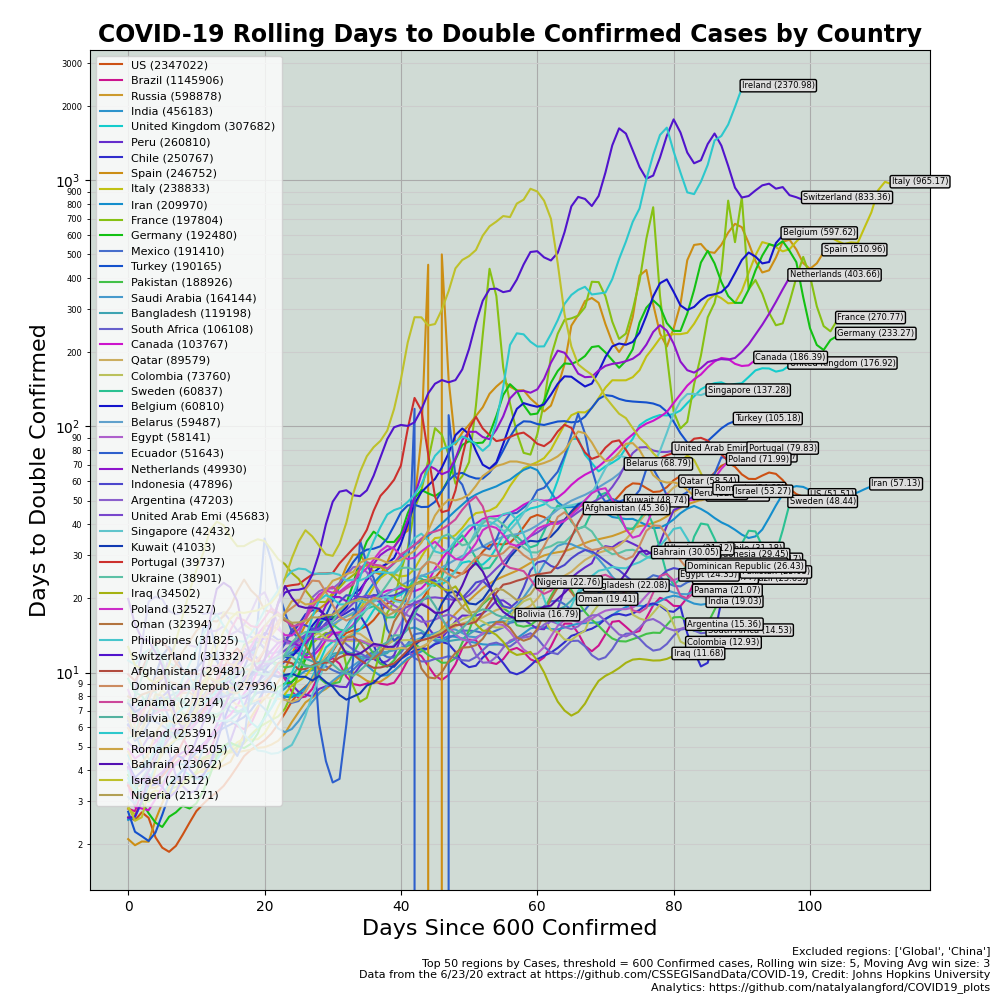 COVID-19 Rolling Days to Double Confirmed Cases by Country
Days to Double Confirmed
3000
2000
10³
900
800
700
600
500
400
300
200
10²
90
80
70
60
50
40
30
20
10¹
9
8
7
6
5
4
3
2
US (2347022)
Brazil (1145906)
Russia (598878)
India (456183)
United Kingdom (307682)
Peru (260810)
Chile (250767)
Spain (246752)
Italy (238833)
Iran (209970)
France (197804)
Germany (192480)
Mexico (191410)
Turkey (190165)
Pakistan (188926)
Saudi Arabia (164144)
Bangladesh (119198)
South Africa (106108)
Canada (103767)
Qatar (89579)
Colombia (73760)
Sweden (60837)
Belgium (60810)
Belarus (59487)
Egypt (58141)
Ecuador (51643)
Netherlands (49930)
Indonesia (47896)
Argentina (47203)
United Arab Emi (45683)
Singapore (42432)
Kuwait (41033)
Portugal (39737)
Ukraine (38901)
Iraq (34502)
Poland (32527)
Oman (32394)
Philippines (31825)
Switzerland (31332)
Afghanistan (29481)
Dominican Repub (27936)
Panama (27314)
Bolivia (26389)
Ireland (25391)
Romania (24505)
Bahrain (23062)
Israel (21512)
Nigeria (21371)
Ireland (2370.98)
Italy (965.17)
Switzerland (833.36)
Belgium (597.62)
Spain (510.96)
Netherlands (403.66)
France (270.77)
Germany (233.27)
Canada (186.39)
Kingdom (176.92)
Singapore (137.28)
Turkey (105.18)
United Arab Emi
Portugal (79.83)
Poland (71.99)
Belarus (68.79)
Qatar (58.54)
Iran (57.13)
Israel (53.27)
US (51.51)
Sweden (48.44)
Kuwait (48.74)
Afghanistan (45.36)
Bahrain (30.05)
(29.45)
Dominican Republic (26.43)
Egypt (24.35)
Nigeria (22.76)
(22.08)
Panama (21.07)
Oman (19.41)
India (19.03)
Bolivia (16.79)
Argentina (15.36)
14.53)
Colombia (12.93)
Iraq (11.68)
0 20 40 60 80 100
Days Since 600 Confirmed
Excluded regions: ['Global', 'China']
Top 50 regions by Cases, threshold = 600 Confirmed cases, Rolling win size: 5, Moving Avg win size: 3
Data from the 6/23/20 extract at https://github.com/CSSEGISandData/COVID-19, Credit: Johns Hopkins University
Analytics: https://github.com/natalyalangford/COVID19_plots